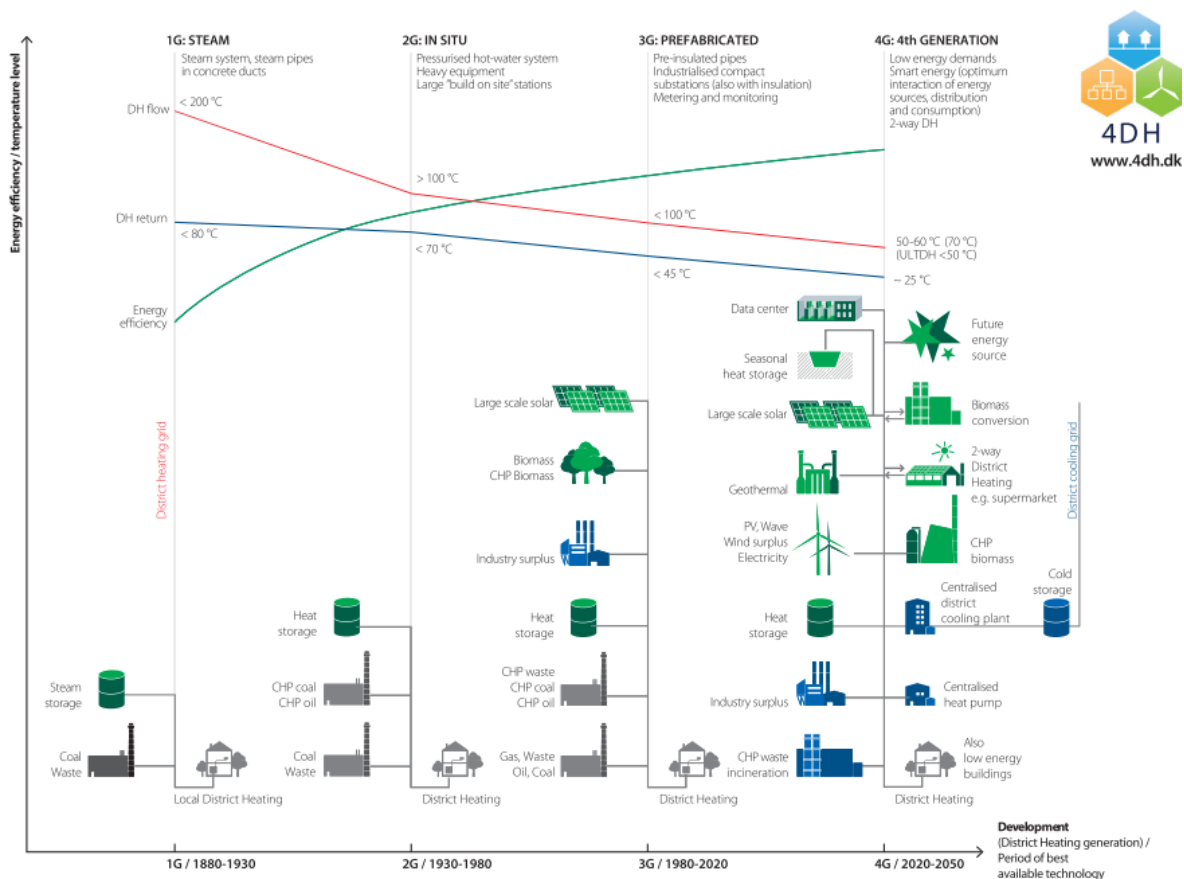 Energy efficiency / temperature level
1G: STEAM
Steam system, steam pipes
in concrete ducts
2G: IN SITU
Pressurised hot-water system
Heavy equipment
Large "build on site" stations
3G: PREFABRICATED
Pre-insulated pipes
Industrialised compact
substations (also with insulation)
Metering and monitoring
4G: 4th GENERATION
Low energy demands
Smart energy (optimum
interaction of energy
sources, distribution
and consumption)
2-way DH
4DH
www.4dh.dk
DH flow
< 200 °C
> 100 °C
< 100 °C
50-60 °C (70 °C)
(ULTDH <50 °C)
DH return
< 80 °C
< 70 °C
< 45 °C
~ 25 °C
Energy
efficiency
District heating grid
Steam
storage
Coal
Waste
Local District Heating
Heat
storage
CHP coal
CHP oil
Coal
Waste
District Heating
Large scale solar
Biomass
CHP Biomass
Industry surplus
Heat
storage
CHP waste
CHP coal
CHP oil
Gas, Waste
Oil, Coal
District Heating
Data center
Seasonal
heat storage
Large scale solar
Geothermal
PV, Wave
Wind surplus
Electricity
Heat
storage
Industry surplus
CHP waste
incineration
Future
energy
source
Biomass
conversion
2-way
District
Heating
e.g. supermarket
CHP
biomass
Centralised
district
cooling plant
Cold
storage
Centralised
heat pump
Also
low energy
buildings
District Heating
District cooling grid
1G / 1880-1930
2G / 1930-1980
3G / 1980-2020
4G / 2020-2050
Development
(District Heating generation) /
Period of best
available technology